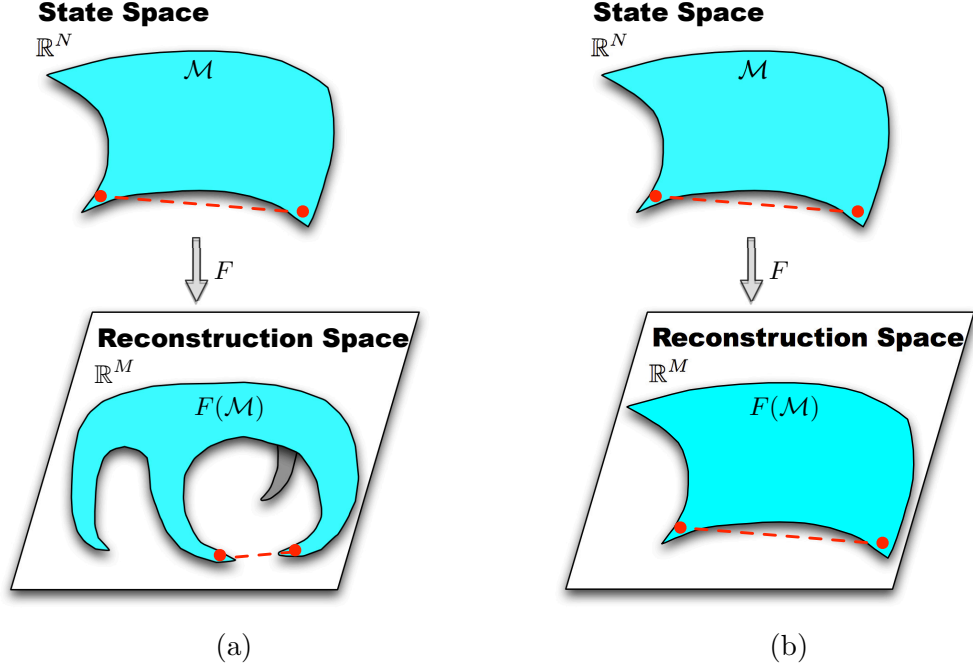 State Space
ℝ^N
𝓜
F
Reconstruction Space
ℝ^M
F(𝓜)
(a)
State Space
ℝ^N
𝓜
F
Reconstruction Space
ℝ^M
F(𝓜)
(b)